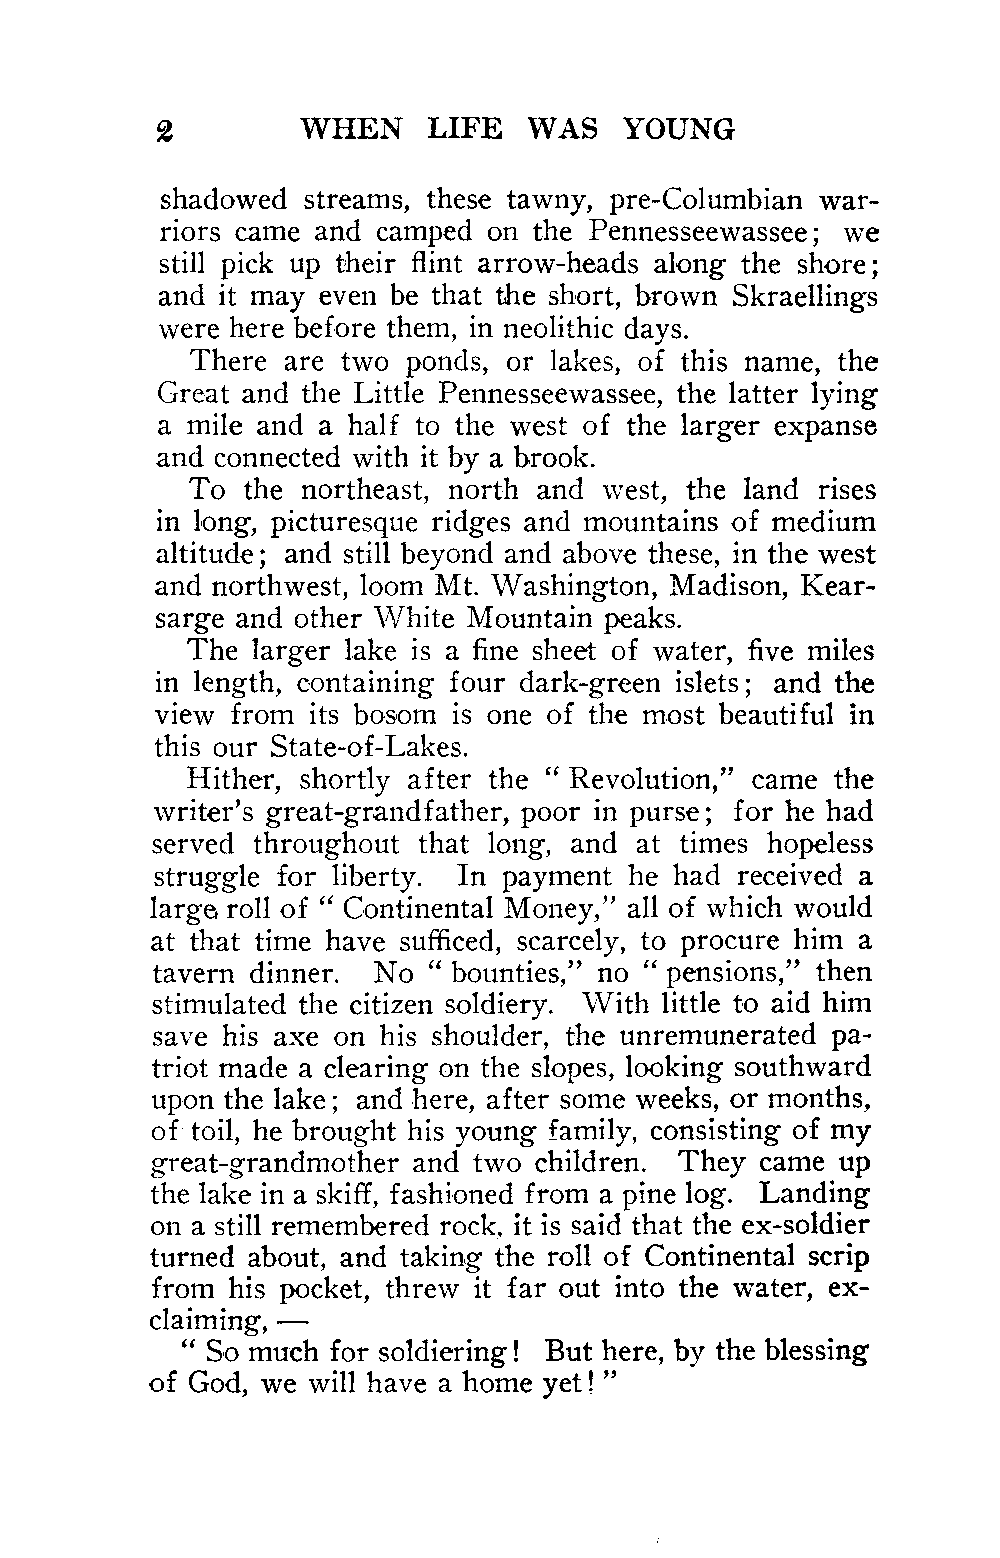 2 WHEN LIFE WAS YOUNG
shadowed streams, these tawny, pre-Columbian war-
riors came and camped on the Pennesseewassee; we
still pick up their flint arrow-heads along the shore;
and it may even be that the short, brown Skraellings
were here before them, in neolithic days.
There are two ponds, or lakes, of this name, the
Great and the Little Pennesseewassee, the latter lying
a mile and a half to the west of the larger expanse
and connected with it by a brook.
To the northeast, north and west, the land rises
in long, picturesque ridges and mountains of medium
altitude; and still beyond and above these, in the west
and northwest, loom Mt. Washington, Madison, Kear-
sarge and other White Mountain peaks.
The larger lake is a fine sheet of water, five miles
in length, containing four dark-green islets; and the
view from its bosom is one of the most beautiful in
this our State-of-Lakes.
Hither, shortly after the “ Revolution,” came the
writer's great-grandfather, poor in purse; for he had
served throughout that long, and at times hopeless
struggle for liberty. In payment he had received a
large roll of “ Continental Money,” all of which would
at that time have sufficed, scarcely, to procure him a
tavern dinner. No “ bounties,” no “ pensions,” then
stimulated the citizen soldiery. With little to aid him
save his axe on his shoulder, the unremunerated pa-
triot made a clearing on the slopes, looking southward
upon the lake; and here, after some weeks, or months,
of toil, he brought his young family, consisting of my
great-grandmother and two children. They came up
the lake in a skiff, fashioned from a pine log. Landing
on a still remembered rock, it is said that the ex-soldier
turned about, and taking the roll of Continental scrip
from his pocket, threw it far out into the water, ex-
claiming, —
“ So much for soldiering! But here, by the blessing
of God, we will have a home yet! ”